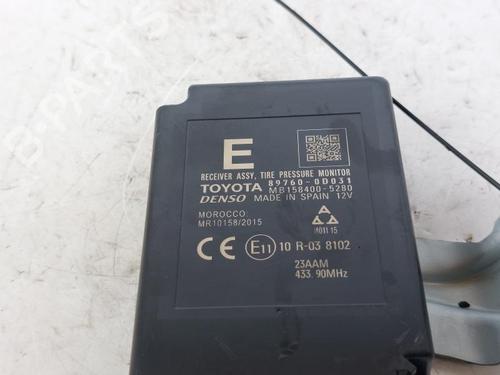 E
RECEIVER ASSY, TIRE PRESSURE MONITOR
89760-0D031
TOYOTA MB158400-5280
DENSO MADE IN SPAIN 12V
MOROCCO:
MR10158/2015
CE E11 10 R-03 8102
23AAM
433.90MHz
B-PARTS